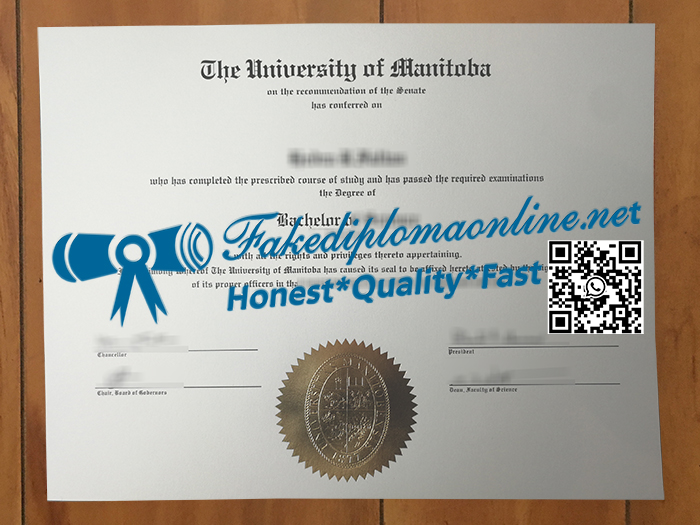 The University of Manitoba
on the recommendation of the Senate
has conferred on
who has completed the prescribed course of study and has passed the required examinations
the Degree of
Bachelor
Fakediplomaonline.net
with all the rights and privileges thereto appertaining.
Whereof The University of Manitoba has caused its seal to be affixed hereto
of its proper officers in the
Honest*Quality*Fast
Chancellor
President
Chair, Board of Governors
Dean, Faculty of Science